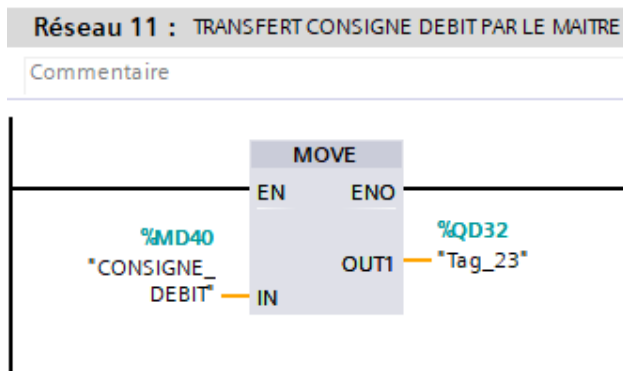 Réseau 11 : TRANSFERT CONSIGNE DEBIT PAR LE MAITRE
Commentaire
MOVE
EN ENO
%MD40
"CONSIGNE_
DEBIT"
IN
%QD32
OUT1
"Tag_23"